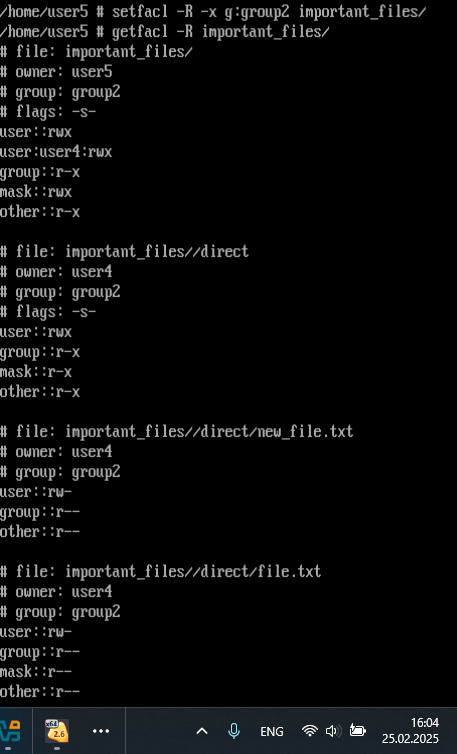 /home/user5 # setfacl -R -x g:group2 important_files/
/home/user5 # getfacl -R important_files/
# file: important_files/
# owner: user5
# group: group2
# flags: -s-
user::rwx
user:user4:rwx
group::r-x
mask::rwx
other::r-x

# file: important_files//direct
# owner: user4
# group: group2
# flags: -s-
user::rwx
group::r-x
mask::r-x
other::r-x

# file: important_files//direct/new_file.txt
# owner: user4
# group: group2
user::rw-
group::r--
other::r--

# file: important_files//direct/file.txt
# owner: user4
# group: group2
user::rw-
group::r--
mask::r--
other::r--
x64
2.6
ENG
16:04
25.02.2025